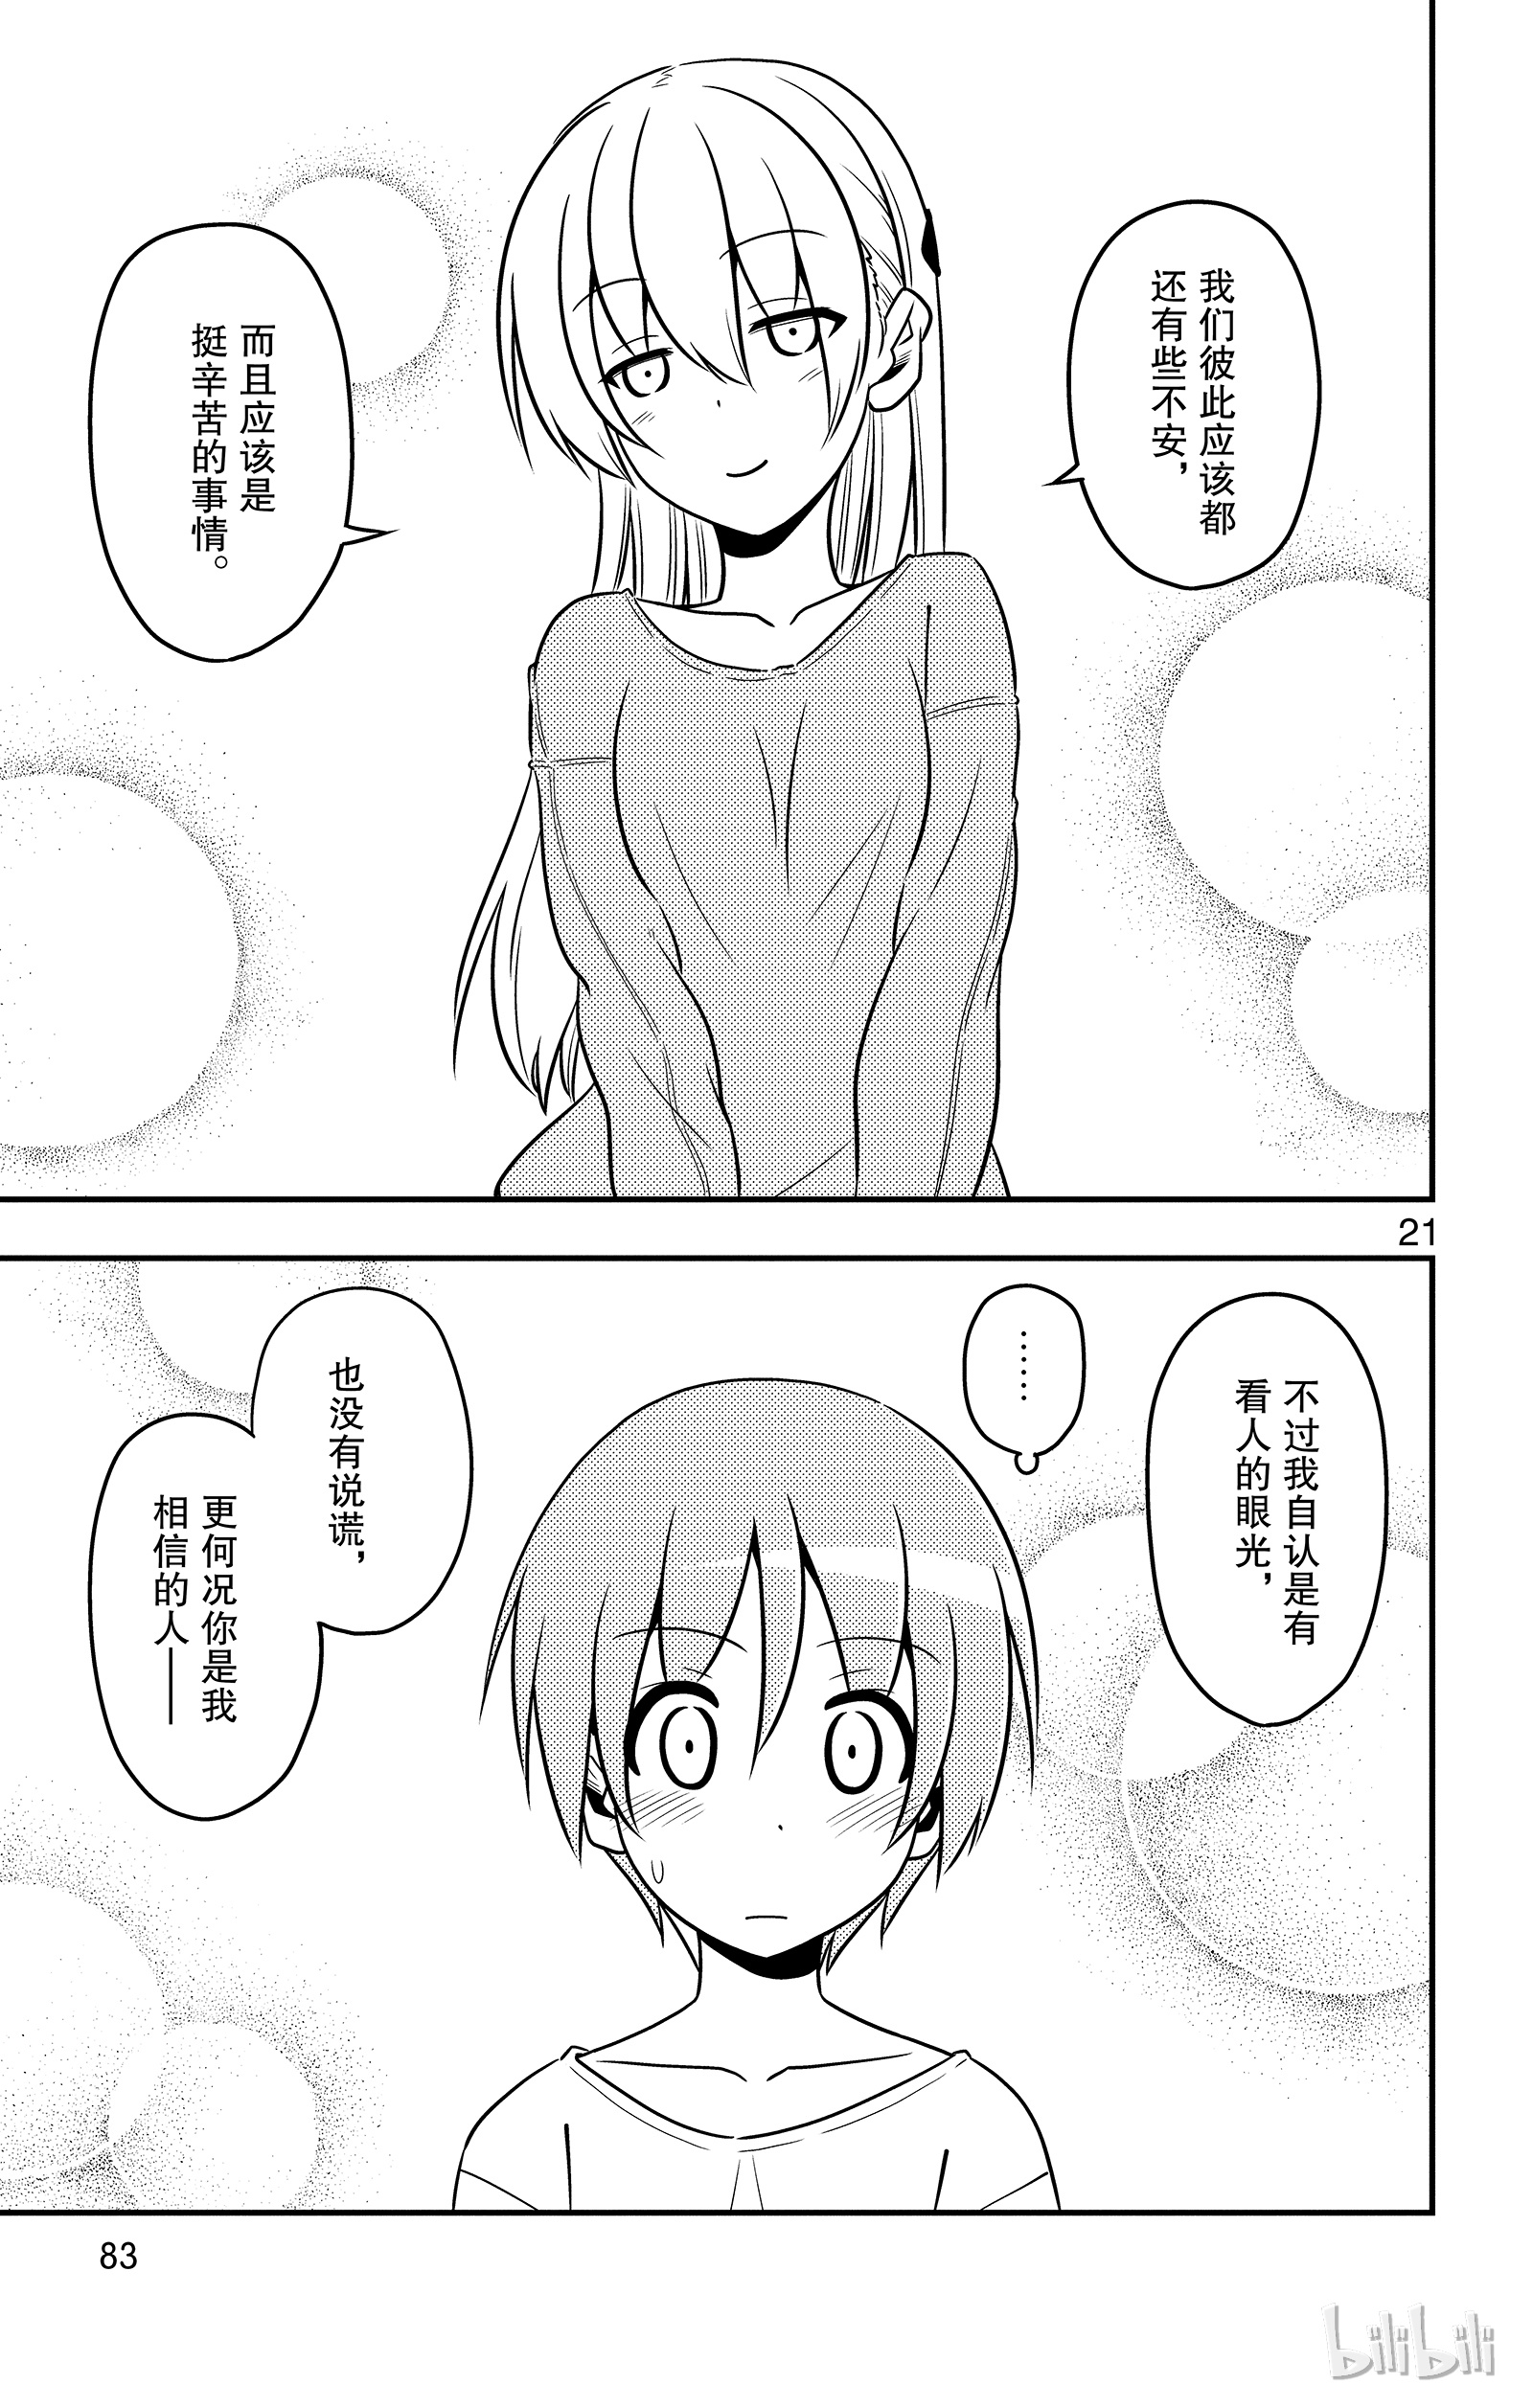 我们彼此应该都
还有些不安，
而且应该是
挺辛苦的事情。
21
不过我自认是有
看人的眼光，
……
也没有说谎，
更何况你是我
相信的人——
83
bilibili